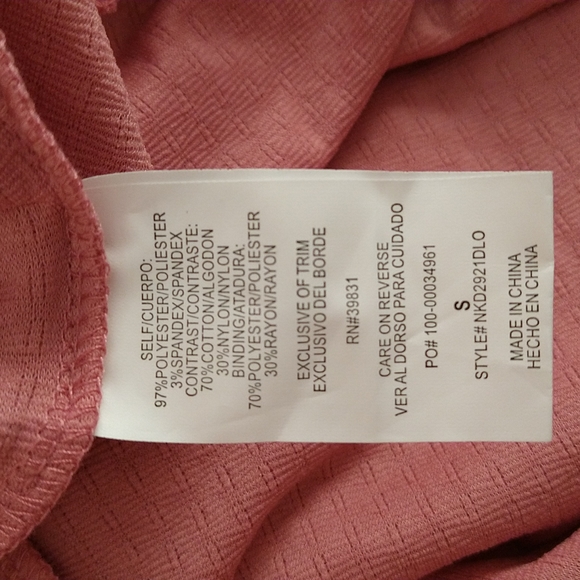 SELF/CUERPO:
97%POLYESTER/POLIESTER
3%SPANDEX/SPANDEX
CONTRAST/CONTRASTE:
70%COTTON/ALGODON
30%NYLON/NYLON
BINDING/ATADURA:
70%POLYESTER/POLIESTER
30%RAYON/RAYON
EXCLUSIVE OF TRIM
EXCLUSIVO DEL BORDE
RN#39831
CARE ON REVERSE
VER AL DORSO PARA CUIDADO
PO# 100-00034961
S
STYLE# NKD2921DLO
MADE IN CHINA
HECHO EN CHINA